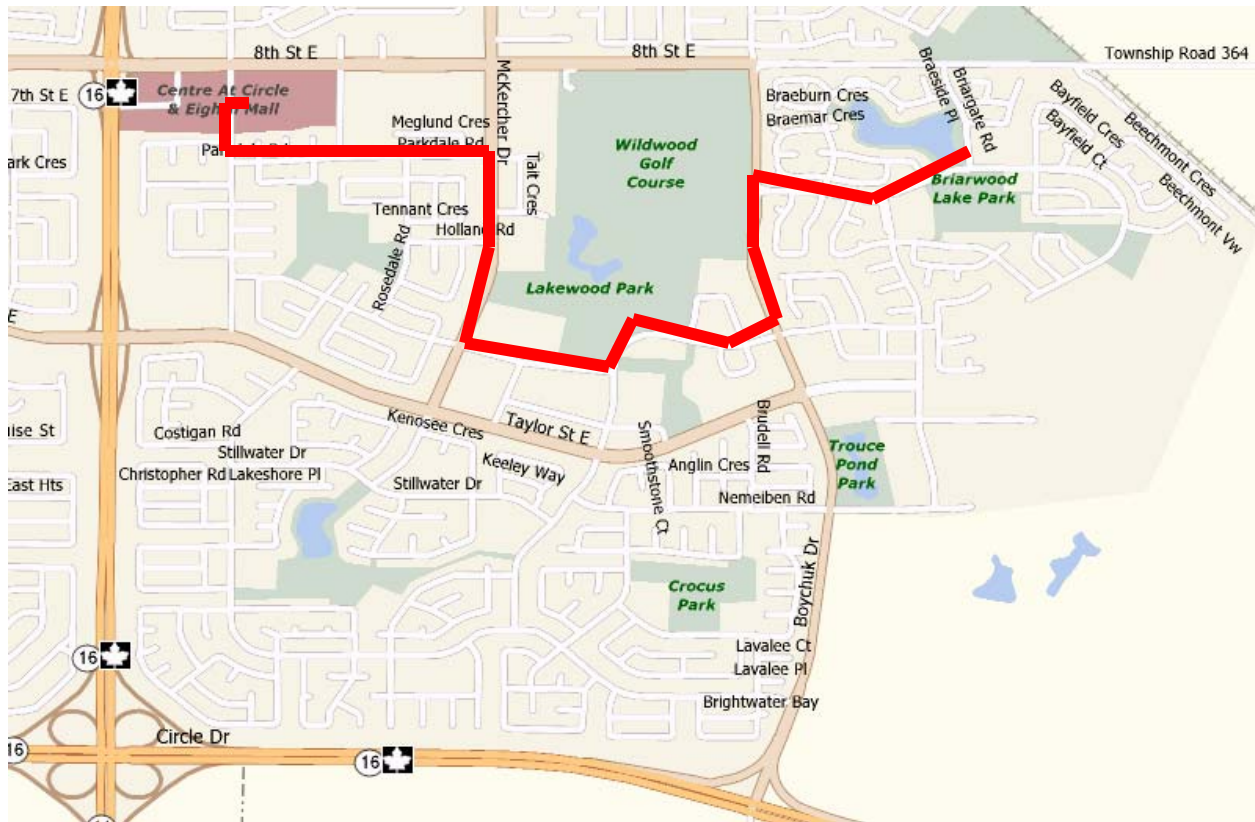 8th St E
8th St E
Township Road 364
7th St E
16
Centre At Circle
& Eighth Mall
McKercher Dr
Braeburn Cres
Braemar Cres
Braeside Pl
Briargate Rd
Bayfield Cres
Bayfield Ct
Beechmont Cres
Beechmont Vw
Meglund Cres
Parkdale Rd
Tait Cres
Wildwood
Golf
Course
ark Cres
Briarwood
Lake Park
Tennant Cres
Holland Rd
Rosedale Rd
Lakewood Park
E
Kenosee Cres
Taylor St E
Brudell Rd
uise St
Costigan Rd
Stillwater Dr
Christopher Rd
Lakeshore Pl
Keeley Way
Smoothstone Ct
Anglin Cres
Trouce
Pond
Park
East Hts
Stillwater Dr
Nemeiben Rd
Boychuk Dr
Crocus
Park
Lavalee Ct
Lavalee Pl
16
Brightwater Bay
Circle Dr
16
16